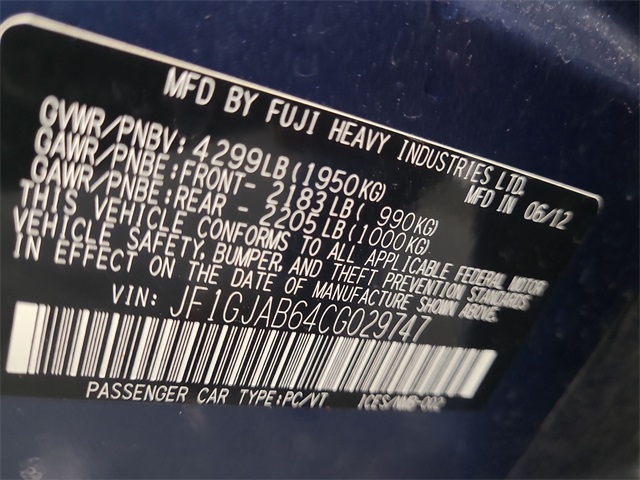 MFD BY FUJI HEAVY INDUSTRIES LTD.
GVWR/PNBV: 4299LB (1950KG) MFD IN 06/12
GAWR/PNBE:FRONT- 2183LB( 990KG)
GAWR/PNBE:REAR - 2205LB(1000KG)
THIS VEHICLE CONFORMS TO ALL APPLICABLE FEDERAL MOTOR
VEHICLE SAFETY, BUMPER, AND THEFT PREVENTION STANDARDS
IN EFFECT ON THE DATE OF MANUFACTURE SHOWN ABOVE.
VIN: JF1GJAB64CG029747
PASSENGER CAR TYPE:PC/VT ICES/NMB-002